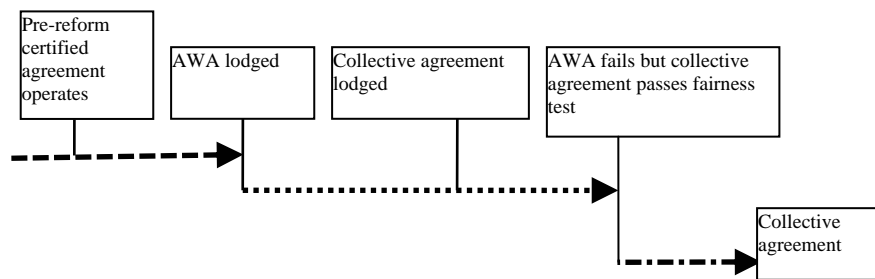 Pre-reform
certified
agreement
operates
AWA lodged
Collective agreement
lodged
AWA fails but collective
agreement passes fairness
test
Collective
agreement